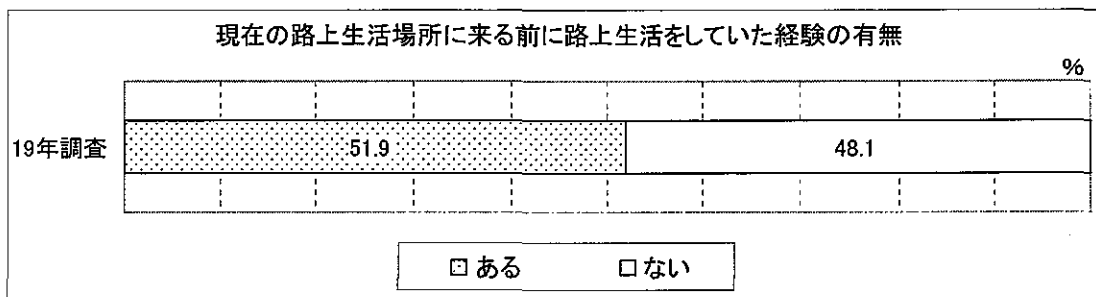 現在の路上生活場所に来る前に路上生活をしていた経験の有無
%
19年調査
51.9
48.1
ある
ない